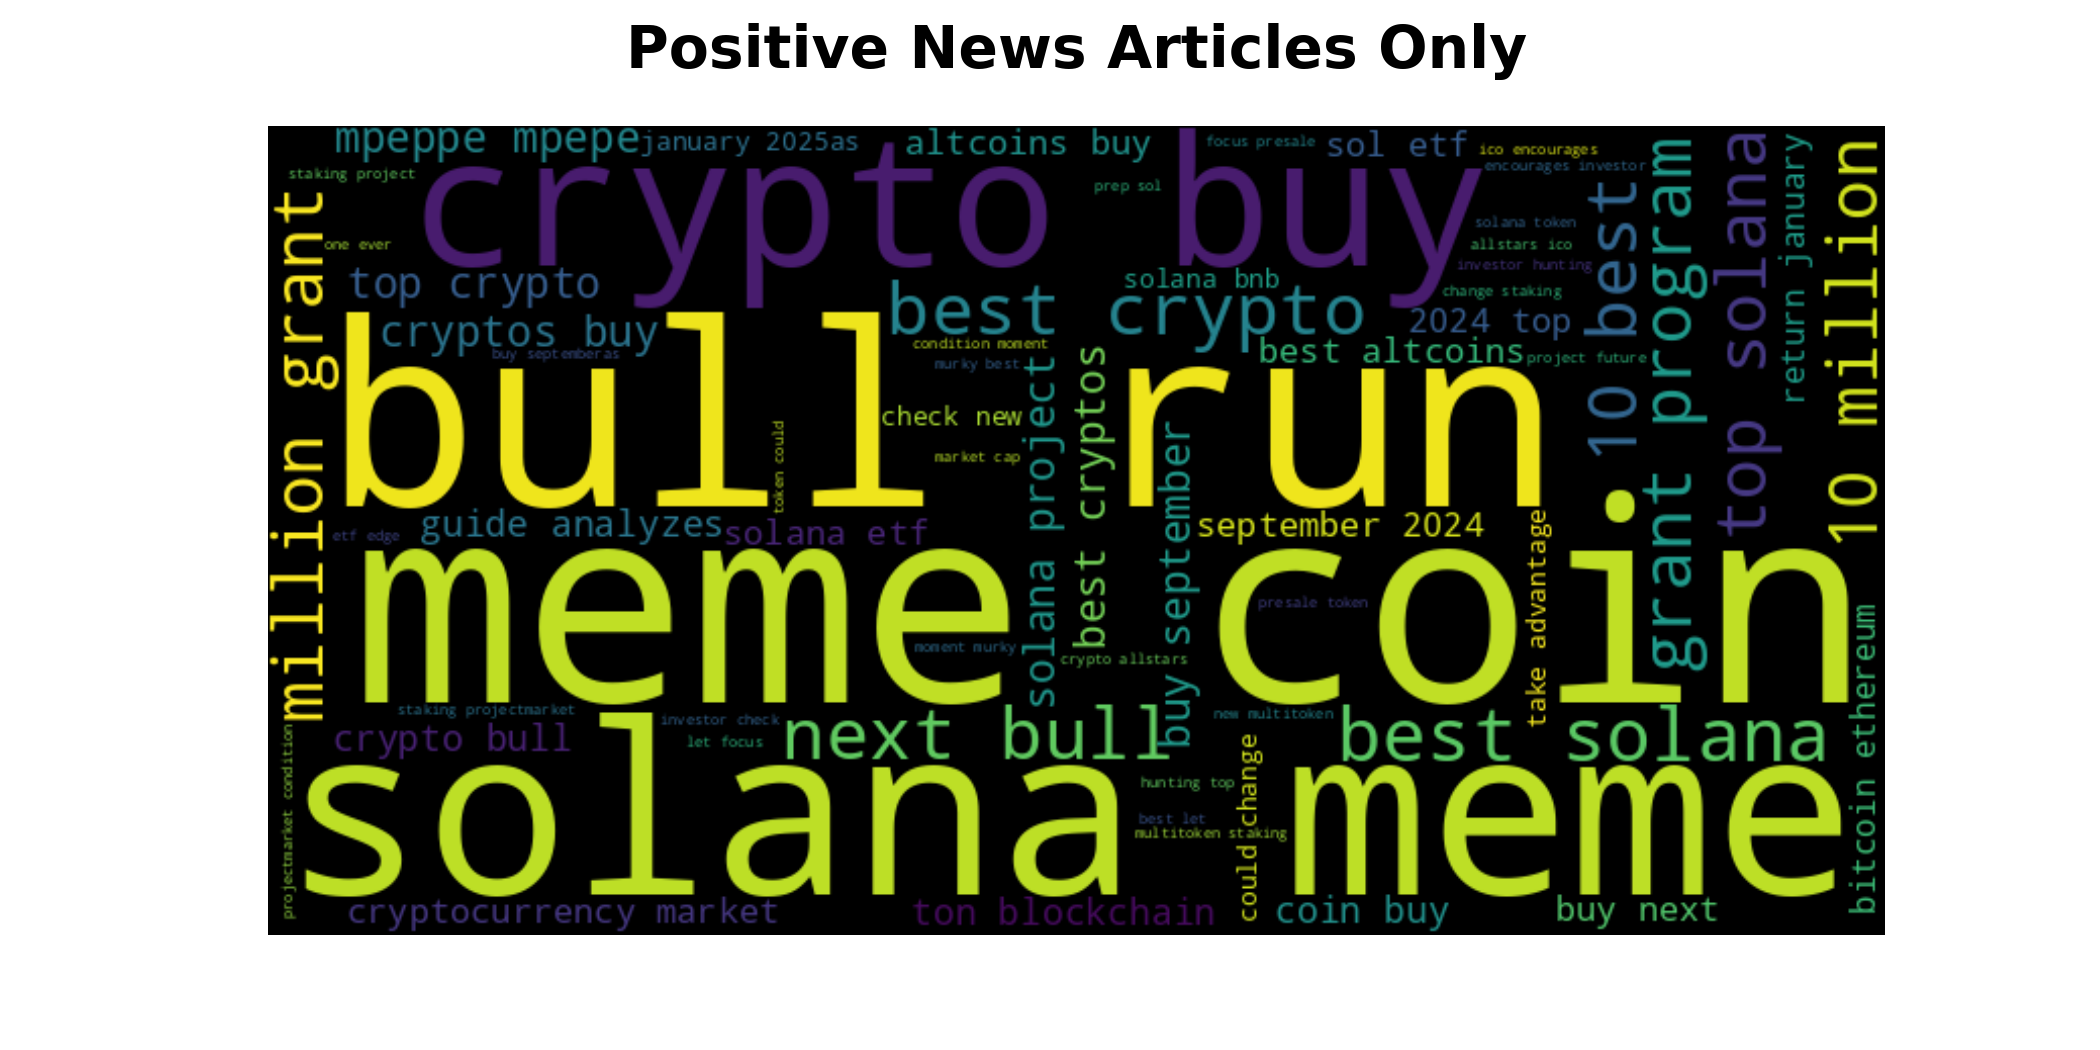 Positive News Articles Only
mpeppe mpepe
january 2025as
altcoins buy
focus presale
sol etf
ico encourages
encourages investor
staking project
crypto buy
prep sol
one ever
solana token
allstars ico
investor hunting
change staking
top crypto
solana bnb
best crypto
2024 top
cryptos buy
buy septemberas
condition moment
murky best
best altcoins
project future
bull run
check new
market cap
token could
million grant
solana project
best cryptos
buy september
10 best
grant program
top solana
return january
10 million
etf edge
guide analyzes
solana etf
september 2024
take advantage
meme coin
presale token
moment murky
crypto allstars
staking projectmarket
investor check
new multitoken
crypto bull
let focus
next bull
best solana
bitcoin ethereum
projectmarket condition
solana meme
hunting top
best let
multitoken staking
could change
cryptocurrency market
ton blockchain
coin buy
buy next